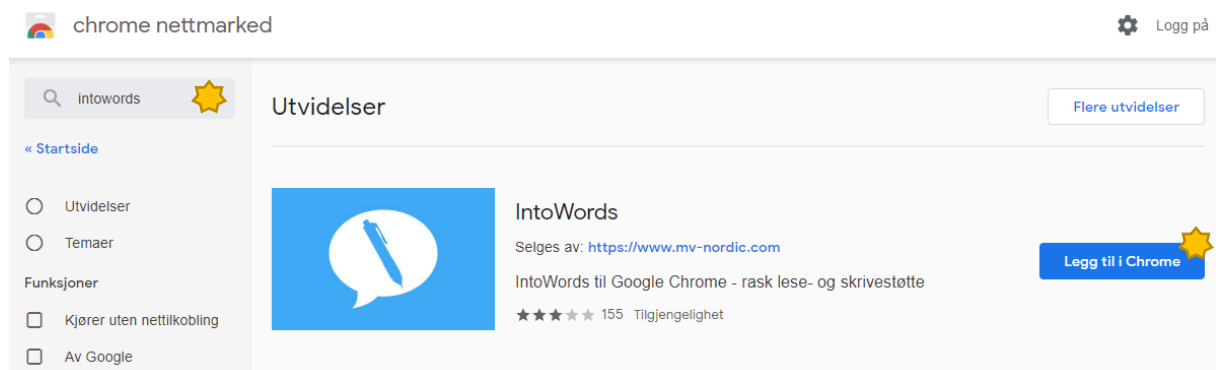 chrome nettmarked
Logg på
intowords
« Startside
Utvidelser
Temaer
Funksjoner
Kjører uten nettilkobling
Av Google
Utvidelser
Flere utvidelser
IntoWords
Selges av: https://www.mv-nordic.com
IntoWords til Google Chrome - rask lese- og skrivestøtte
155 Tilgjengelighet
Legg til i Chrome